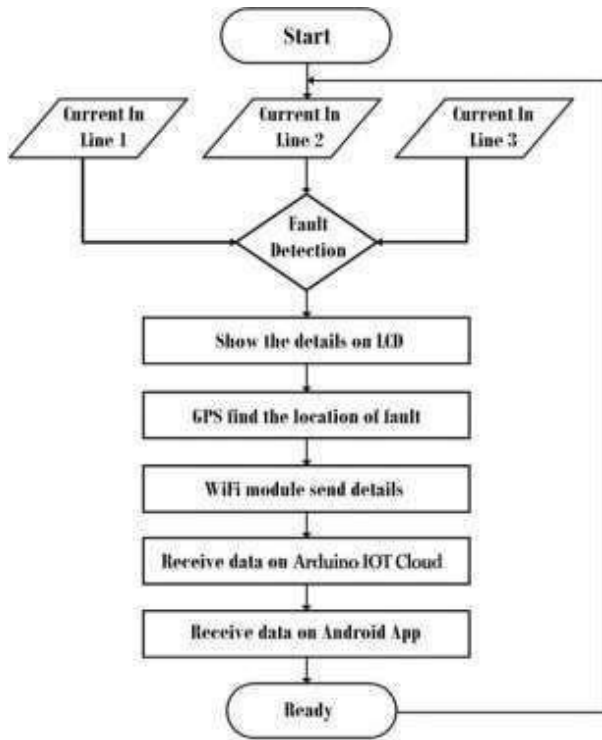 Start
Current In
Line 1
Current In
Line 2
Current In
Line 3
Fault
Detection
Show the details on LCD
GPS find the location of fault
WiFi module send details
Receive data on Arduino IOT Cloud
Receive data on Android App
Ready